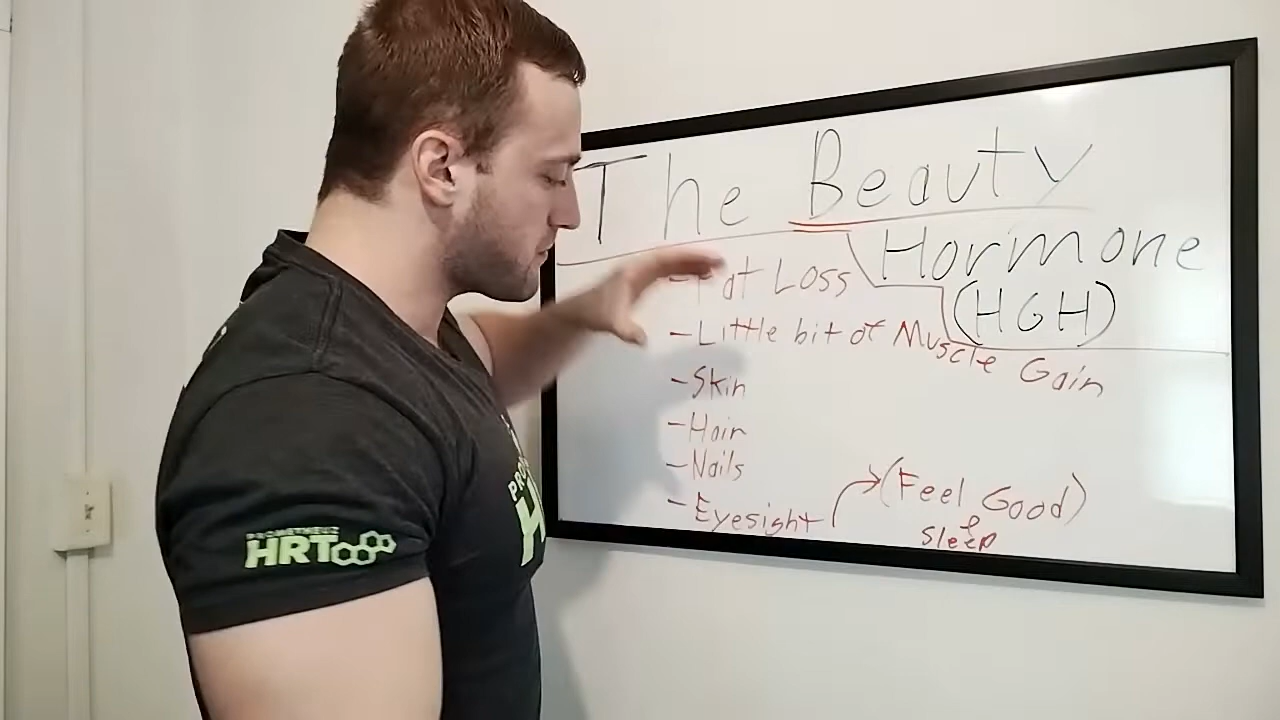 The Beauty
Hormone
(HGH)
- Fat Loss
- Little bit of Muscle Gain
- Skin
- Hair
- Nails
- Eyesight
(Feel Good)
& Sleep
PROMETHEUS
HRT